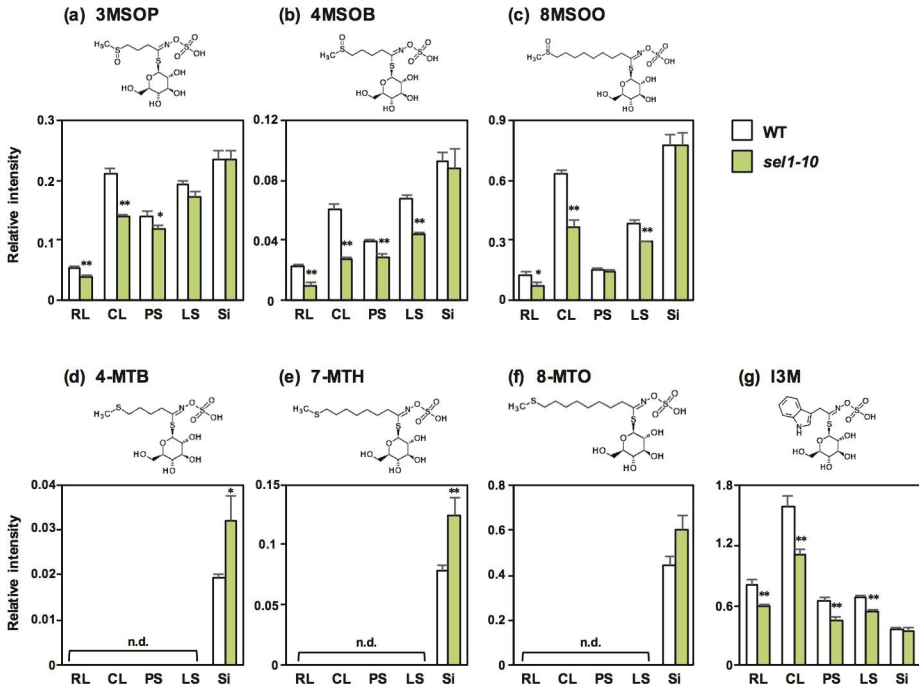 (a) 3MSOP
(b) 4MSOB
(c) 8MSOO
WT
sel1-10
Relative intensity
0.3
0.2
0.1
0
**
**
*
RL CL PS LS Si
0.12
0.08
0.04
0
**
**
**
**
RL CL PS LS Si
0.9
0.6
0.3
0
*
**
**
RL CL PS LS Si
(d) 4-MTB
(e) 7-MTH
(f) 8-MTO
(g) I3M
Relative intensity
0.04
0.03
0.02
0.01
0
n.d.
*
RL CL PS LS Si
0.15
0.1
0.05
0
n.d.
**
RL CL PS LS Si
0.8
0.6
0.4
0.2
0
n.d.
RL CL PS LS Si
1.8
1.2
0.6
0
**
**
**
**
RL CL PS LS Si